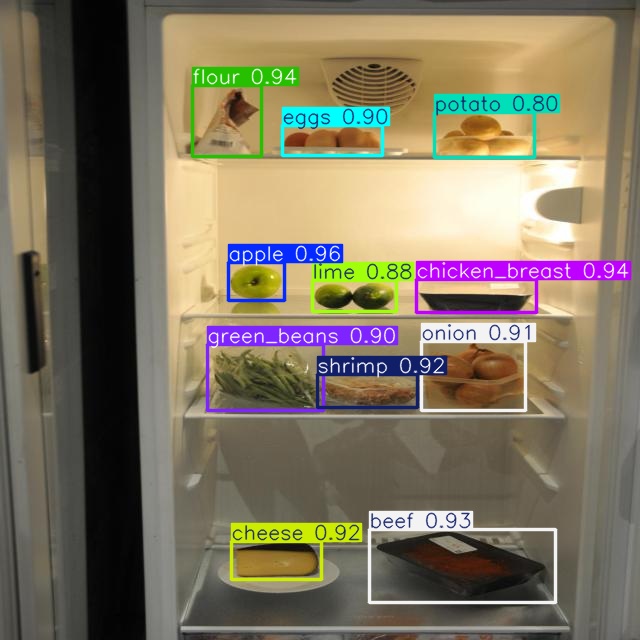 flour 0.94
eggs 0.90
potato 0.80
apple 0.96
lime 0.88
chicken_breast 0.94
green_beans 0.90
onion 0.91
shrimp 0.92
cheese 0.92
beef 0.93